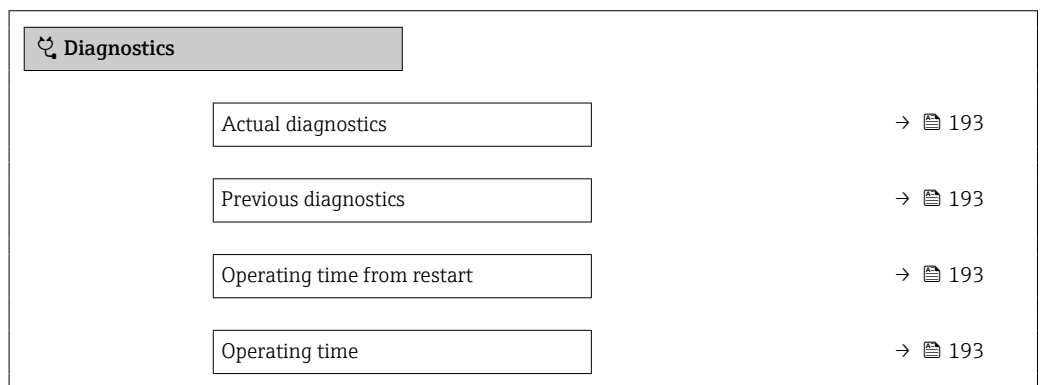 Diagnostics
Actual diagnostics → 193
Previous diagnostics → 193
Operating time from restart → 193
Operating time → 193